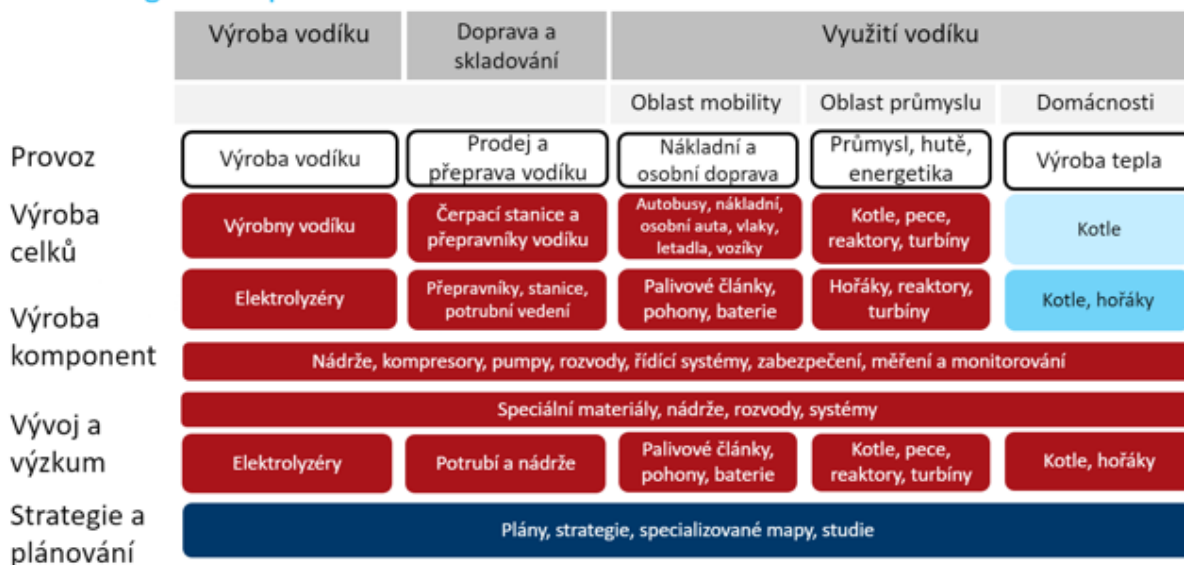 Výroba vodíku
Doprava a
skladování
Využití vodíku
Oblast mobility
Oblast průmyslu
Domácnosti
Provoz
Výroba vodíku
Prodej a
přeprava vodíku
Nákladní a
osobní doprava
Průmysl, hutě,
energetika
Výroba tepla
Výroba
celků
Výrobny vodíku
Čerpací stanice a
přepravníky vodíku
Autobusy, nákladní,
osobní auta, vlaky,
letadla, vozíky
Kotle, pece,
reaktory, turbíny
Kotle
Výroba
komponent
Elektrolyzéry
Přepravníky, stanice,
potrubní vedení
Palivové články,
pohony, baterie
Hořáky, reaktory,
turbíny
Kotle, hořáky
Nádrže, kompresory, pumpy, rozvody, řídící systémy, zabezpečení, měření a monitorování
Vývoj a
výzkum
Speciální materiály, nádrže, rozvody, systémy
Elektrolyzéry
Potrubí a nádrže
Palivové články,
pohony, baterie
Kotle, pece,
reaktory, turbíny
Kotle, hořáky
Strategie a
plánování
Plány, strategie, specializované mapy, studie